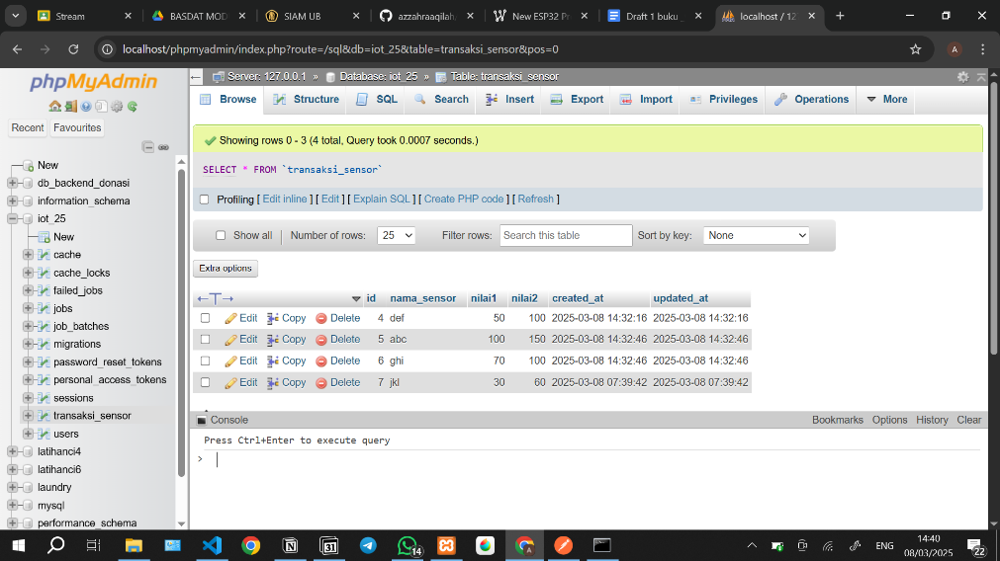 Stream
BASDAT MOD
SIAM UB
azzahraaqilah
New ESP32 Pr
Draft 1 buku _
localhost / 12
localhost/phpmyadmin/index.php?route=/sql&db=iot_25&table=transaksi_sensor&pos=0
A
phpMyAdmin
Recent
Favourites
New
db_backend_donasi
information_schema
iot_25
New
cache
cache_locks
failed_jobs
jobs
job_batches
migrations
password_reset_tokens
personal_access_tokens
sessions
transaksi_sensor
users
latihanci4
latihanci6
laundry
mysql
performance_schema
Server: 127.0.0.1 » Database: iot_25 » Table: transaksi_sensor
Browse Structure SQL Search Insert Export Import Privileges Operations More
Showing rows 0 - 3 (4 total, Query took 0.0007 seconds.)
SELECT * FROM `transaksi_sensor`
Profiling [ Edit inline ] [ Edit ] [ Explain SQL ] [ Create PHP code ] [ Refresh ]
Show all Number of rows: 25 Filter rows: Search this table Sort by key: None
Extra options
id nama_sensor nilai1 nilai2 created_at updated_at
Edit Copy Delete 4 def 50 100 2025-03-08 14:32:16 2025-03-08 14:32:16
Edit Copy Delete 5 abc 100 150 2025-03-08 14:32:46 2025-03-08 14:32:46
Edit Copy Delete 6 ghi 70 100 2025-03-08 14:32:46 2025-03-08 14:32:46
Edit Copy Delete 7 jkl 30 60 2025-03-08 07:39:42 2025-03-08 07:39:42
Console Bookmarks Options History Clear
Press Ctrl+Enter to execute query
>
31
14
A
ENG
14:40
08/03/2025
22